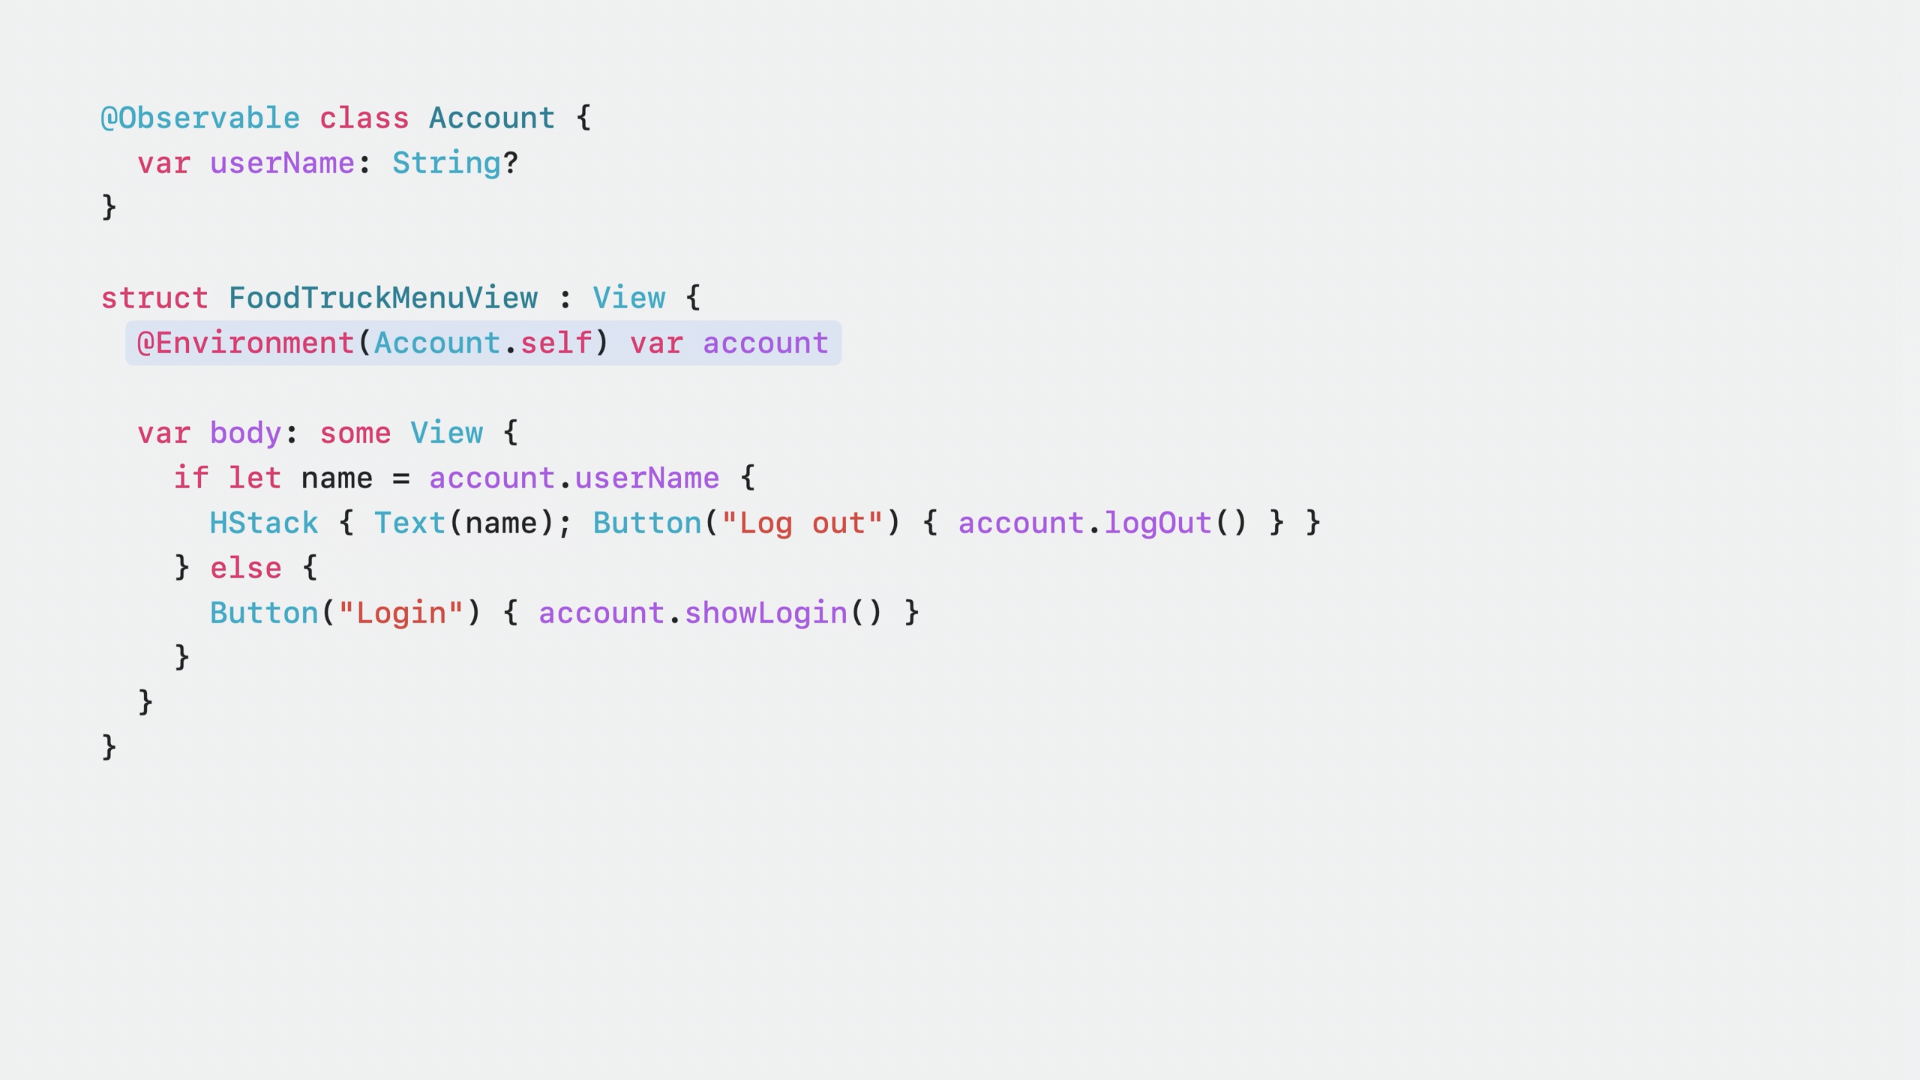 @Observable class Account {
  var userName: String?
}

struct FoodTruckMenuView : View {
  @Environment(Account.self) var account

  var body: some View {
    if let name = account.userName {
      HStack { Text(name); Button("Log out") { account.logOut() } }
    } else {
      Button("Login") { account.showLogin() }
    }
  }
}